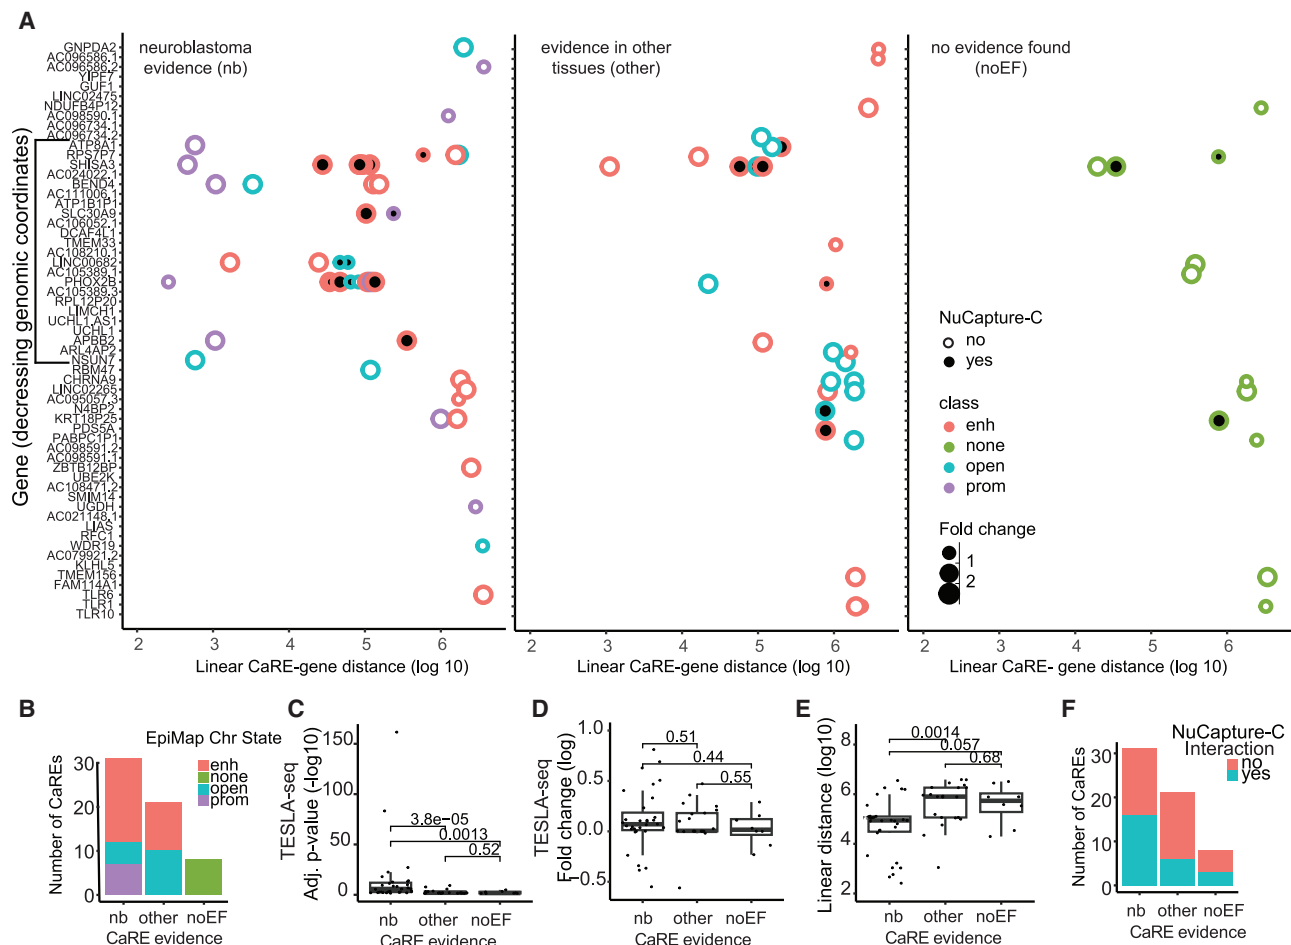 A
neuroblastoma
evidence (nb)
evidence in other
tissues (other)
no evidence found
(noEF)
Gene (decressing genomic coordinates)
GNPDA2
AC096586.1
AC096586.2
YIPF7
GUF1
LINC02475
NDUFB4P12
AC098590.1
AC096734.1
AC096734.2
ATP8A1
RPS7P7
SHISA3
AC024022.1
BEND4
AC111006.1
ATP1B1P1
SLC30A9
AC106052.1
DCAF4L1
TMEM33
AC108210.1
LINC00682
AC105389.1
PHOX2B
AC105389.3
RPL12P20
LIMCH1
UCHL1.AS1
UCHL1
APBB2
ARL4AP2
NSUN7
RBM47
CHRNA9
LINC02265
AC095057.3
N4BP2
KRT18P25
PDS5A
PABPC1P1
AC098591.2
AC098591.1
ZBTB12BP
UBE2K
AC108471.2
SMIM14
UGDH
AC021148.1
LIAS
RFC1
WDR19
AC079921.2
KLHL5
TMEM156
FAM114A1
TLR6
TLR1
TLR10
NuCapture-C
no
yes
class
enh
none
open
prom
Fold change
1
2
2 3 4 5 6
2 3 4 5 6
2 3 4 5 6
Linear CaRE-gene distance (log 10)
Linear CaRE-gene distance (log 10)
Linear CaRE- gene distance (log 10)
B
EpiMap Chr State
enh
none
open
prom
Number of CaREs
30
20
10
0
nb other noEF
CaRE evidence
C
TESLA-seq
Adj. p-value (-log10)
150
100
50
0
3.8e-05
0.0013
0.52
nb other noEF
CaRE evidence
D
TESLA-seq
Fold change (log)
1.0
0.5
0.0
−0.5
0.51
0.44
0.55
nb other noEF
CaRE evidence
E
Linear distance (log10)
8
6
4
2
0.0014
0.057
0.68
nb other noEF
CaRE evidence
F
NuCapture-C
Interaction
no
yes
Number of CaREs
30
20
10
0
nb other noEF
CaRE evidence